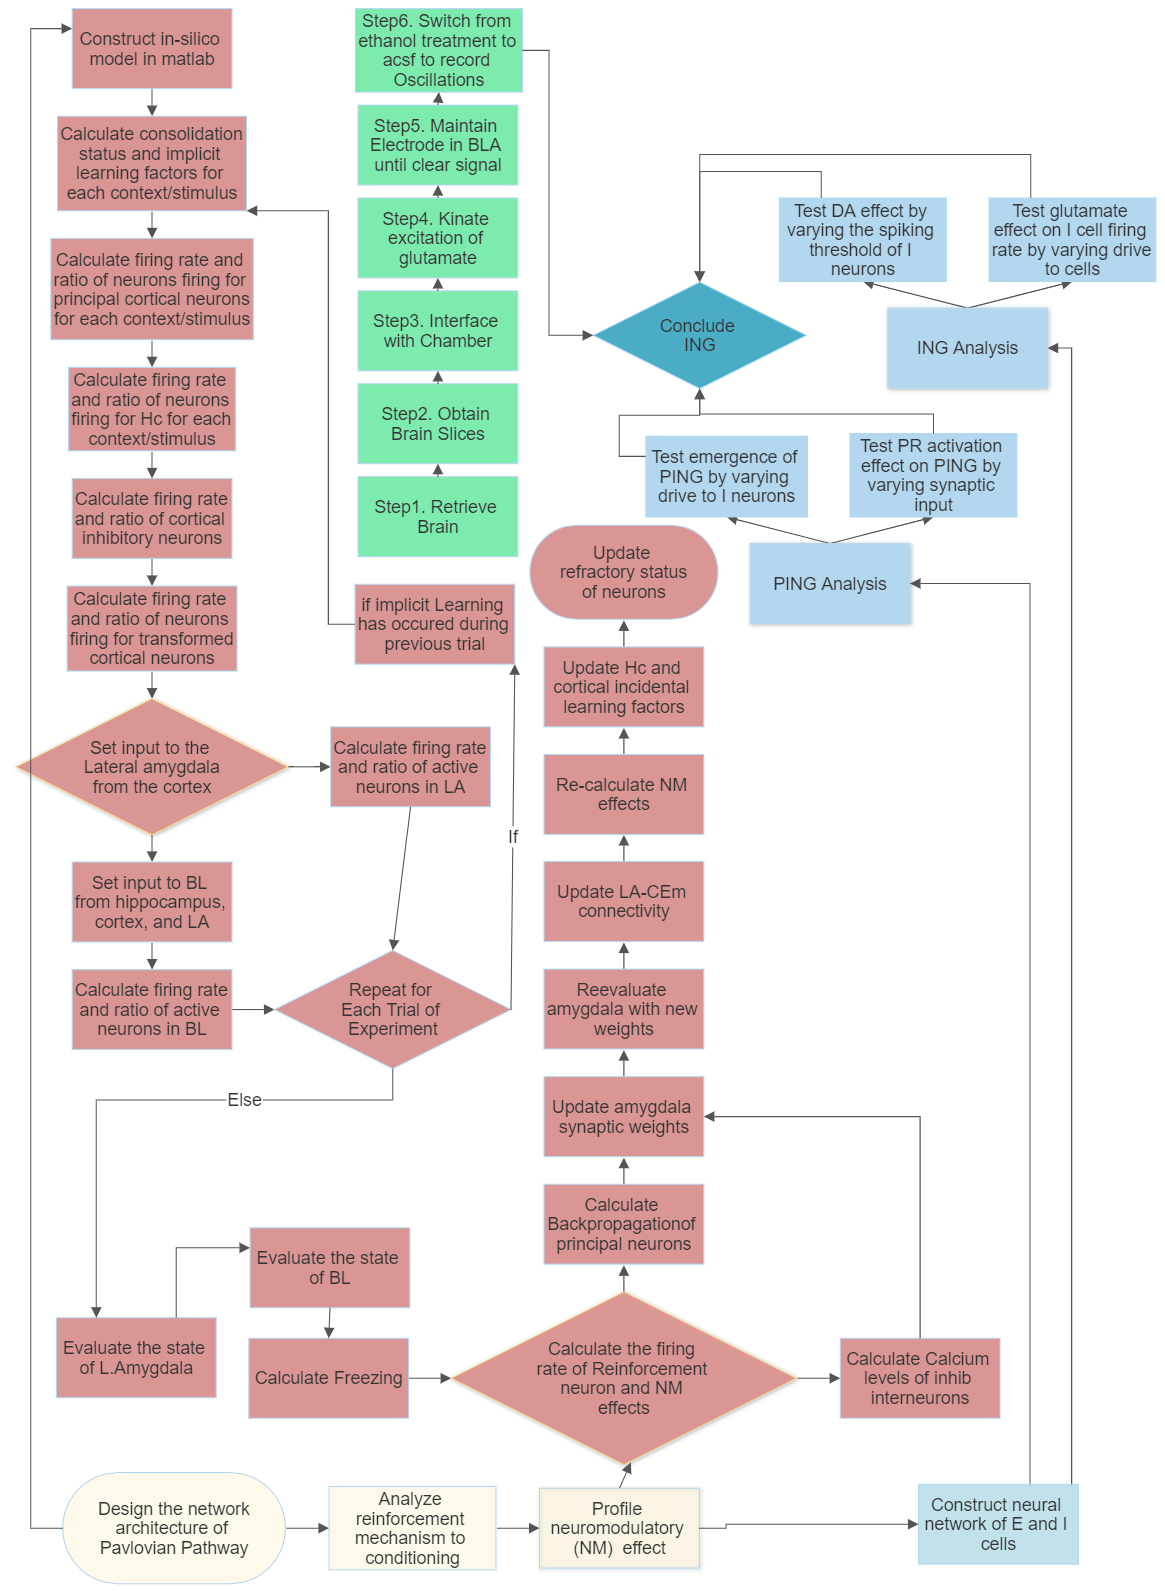 Construct in-silico
model in matlab
Calculate consolidation
status and implicit
learning factors for
each context/stimulus
Calculate firing rate and
ratio of neurons firing for
principal cortical neurons
for each context/stimulus
Calculate firing rate
and ratio of neurons
firing for Hc for each
context/stimulus
Calculate firing rate
and ratio of cortical
inhibitory neurons
Calculate firing rate
and ratio of neurons
firing for transformed
cortical neurons
Set input to the
Lateral amygdala
from the cortex
Calculate firing rate
and ratio of active
neurons in LA
Set input to BL
from hippocampus,
cortex, and LA
Calculate firing rate
and ratio of active
neurons in BL
Repeat for
Each Trial of
Experiment
If
if implicit Learning
has occured during
previous trial
Else
Evaluate the state
of L.Amygdala
Evaluate the state
of BL
Calculate Freezing
Step6. Switch from
ethanol treatment to
acsf to record
Oscillations
Step5. Maintain
Electrode in BLA
until clear signal
Step4. Kinate
excitation of
glutamate
Step3. Interface
with Chamber
Step2. Obtain
Brain Slices
Step1. Retrieve
Brain
Conclude
ING
Test DA effect by
varying the spiking
threshold of I
neurons
Test glutamate
effect on I cell firing
rate by varying drive
to cells
ING Analysis
Test emergence of
PING by varying
drive to I neurons
Test PR activation
effect on PING by
varying synaptic
input
PING Analysis
Update
refractory status
of neurons
Update Hc and
cortical incidental
learning factors
Re-calculate NM
effects
Update LA-CEm
connectivity
Reevaluate
amygdala with new
weights
Update amygdala
synaptic weights
Calculate
Backpropagationof
principal neurons
Calculate the firing
rate of Reinforcement
neuron and NM
effects
Calculate Calcium
levels of inhib
interneurons
Design the network
architecture of
Pavlovian Pathway
Analyze
reinforcement
mechanism to
conditioning
Profile
neuromodulatory
(NM) effect
Construct neural
network of E and I
cells